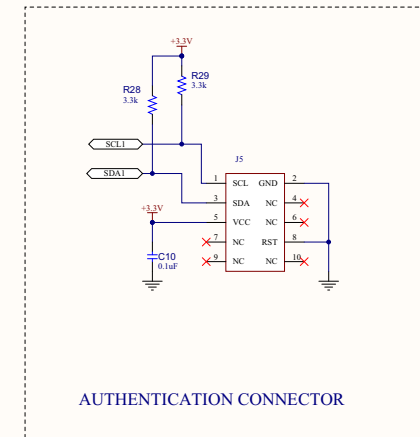 +3.3V
R28
3.3k
R29
3.3k
SCL1
SDA1
J5
1 SCL GND 2
3 SDA NC 4
+3.3V
5 VCC NC 6
7 NC RST 8
9 NC NC 10
C10
0.1uF
AUTHENTICATION CONNECTOR